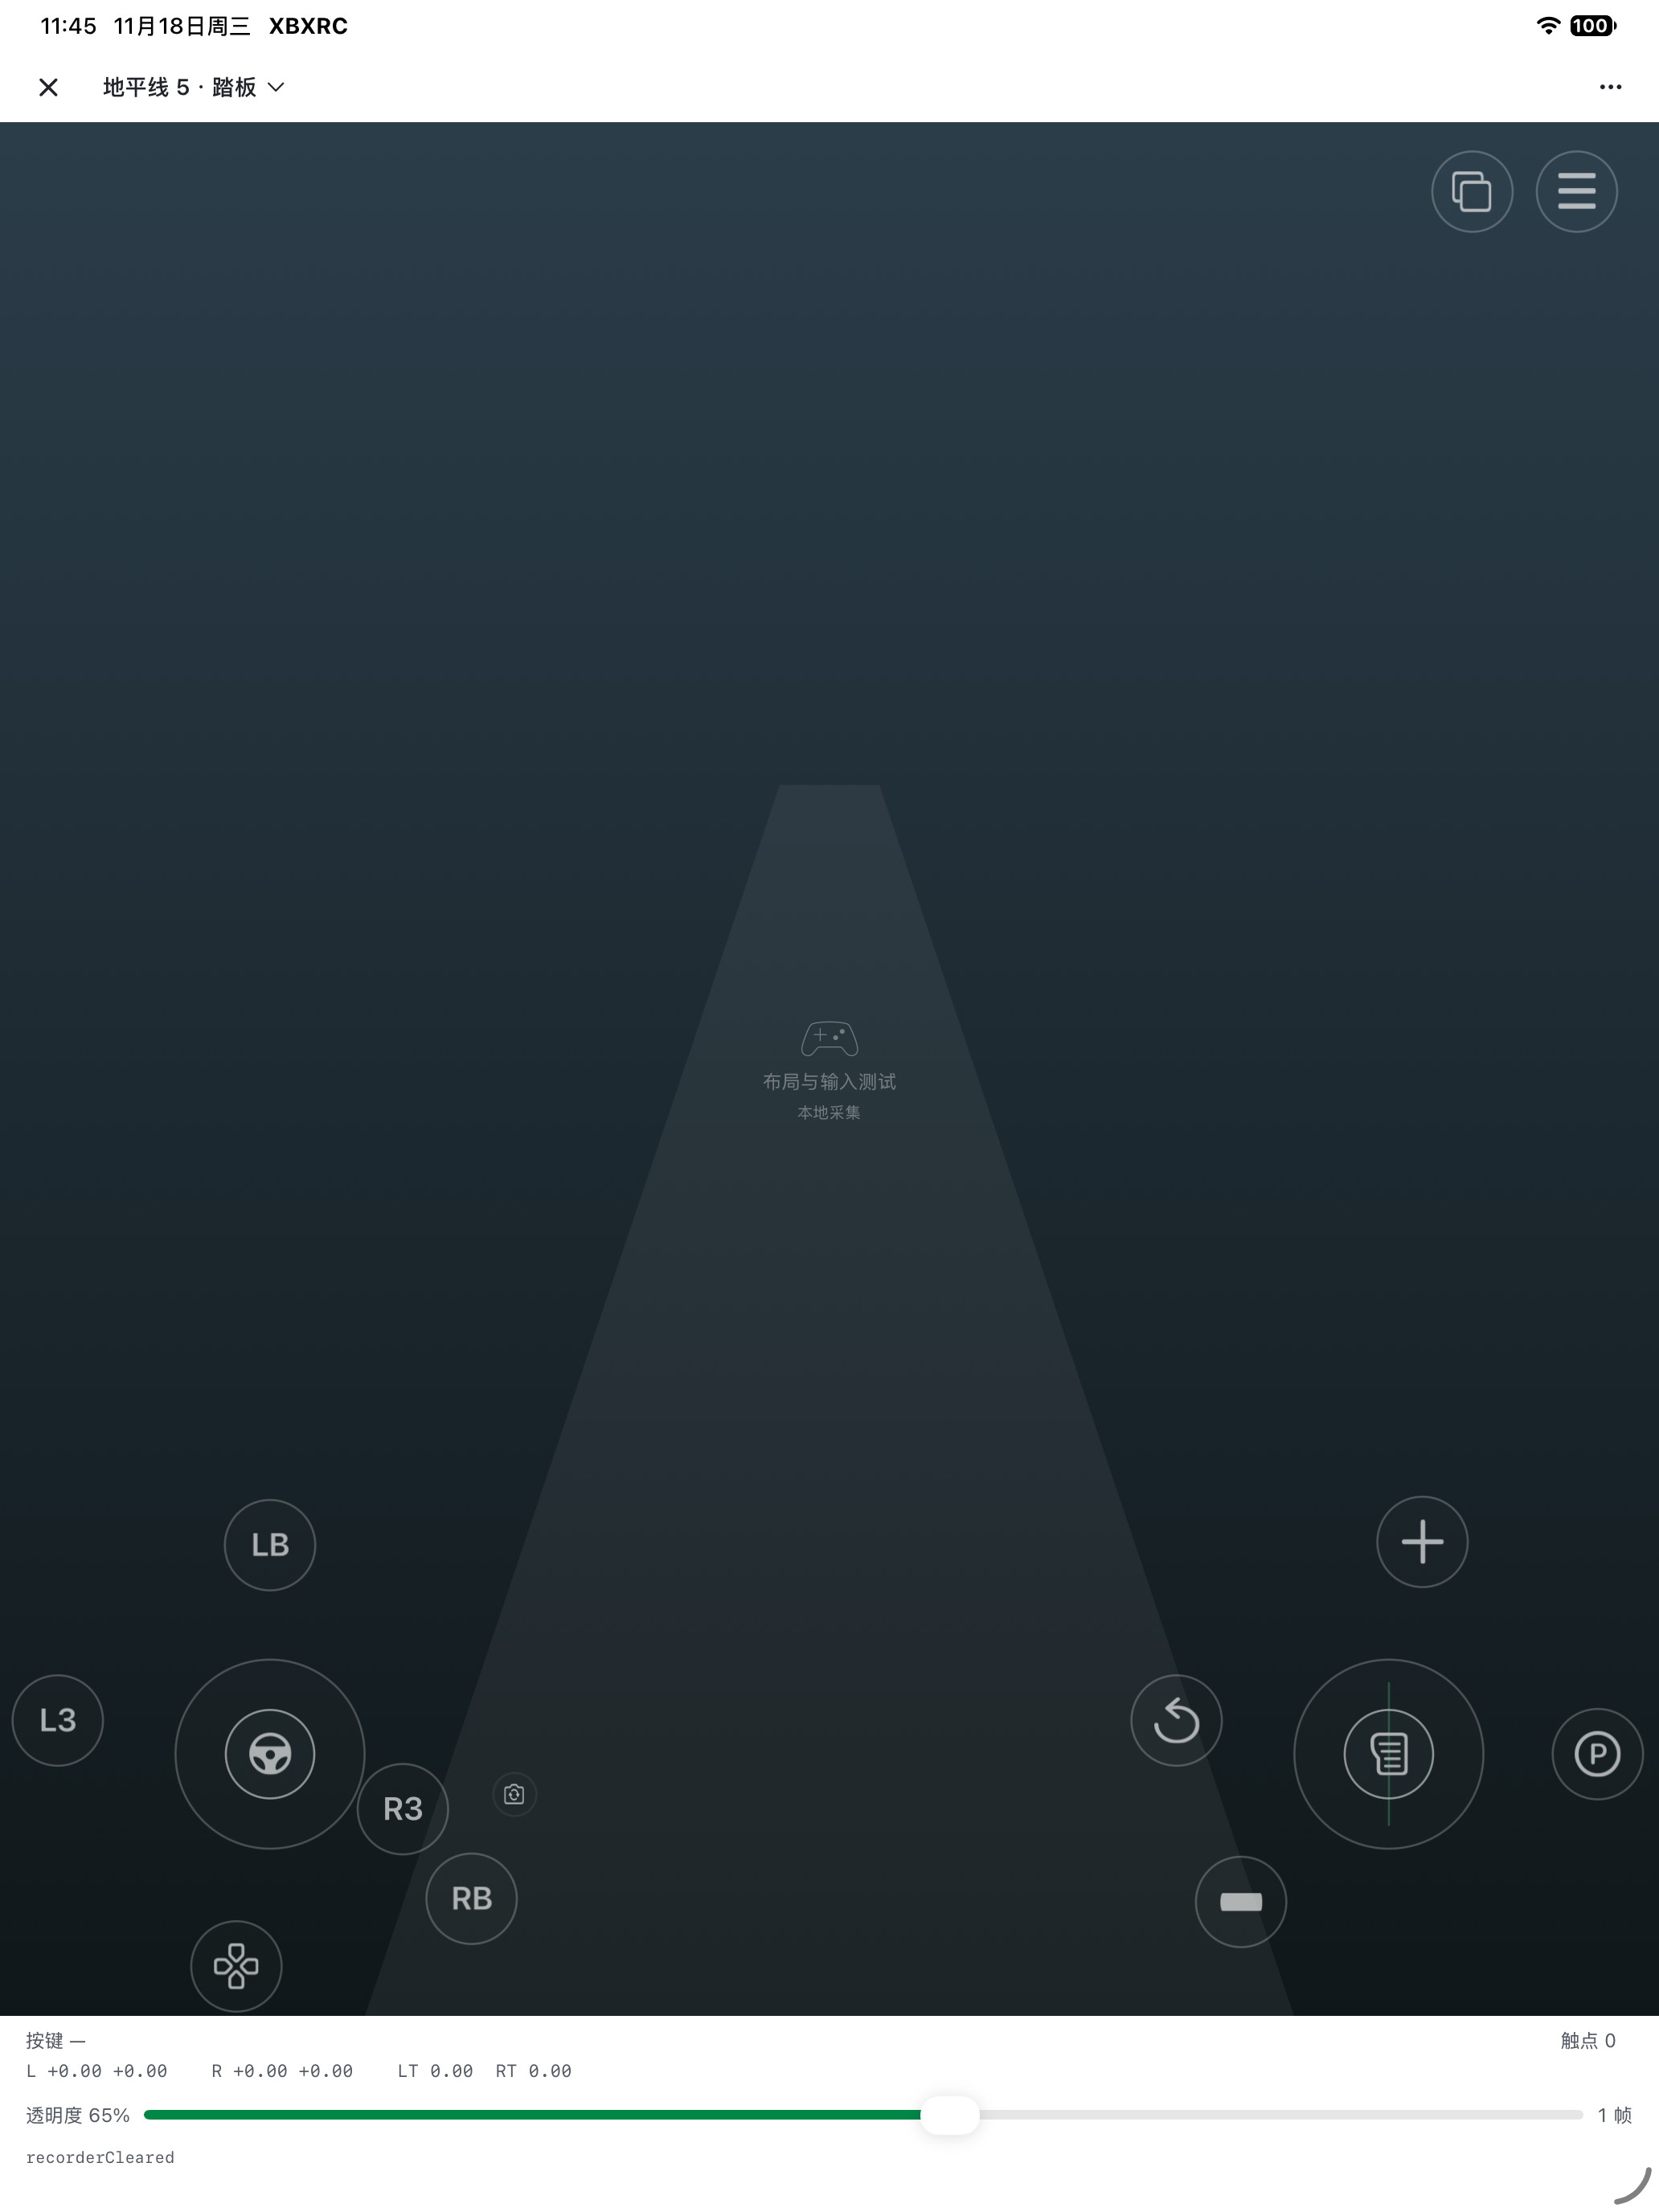 11:45 11月18日周三 XBXRC 100
地平线 5 · 踏板
布局与输入测试
本地采集
LB
L3
P
R3
RB
按键 — 触点 0
L +0.00 +0.00 R +0.00 +0.00 LT 0.00 RT 0.00
透明度 65% 1 帧
recorderCleared